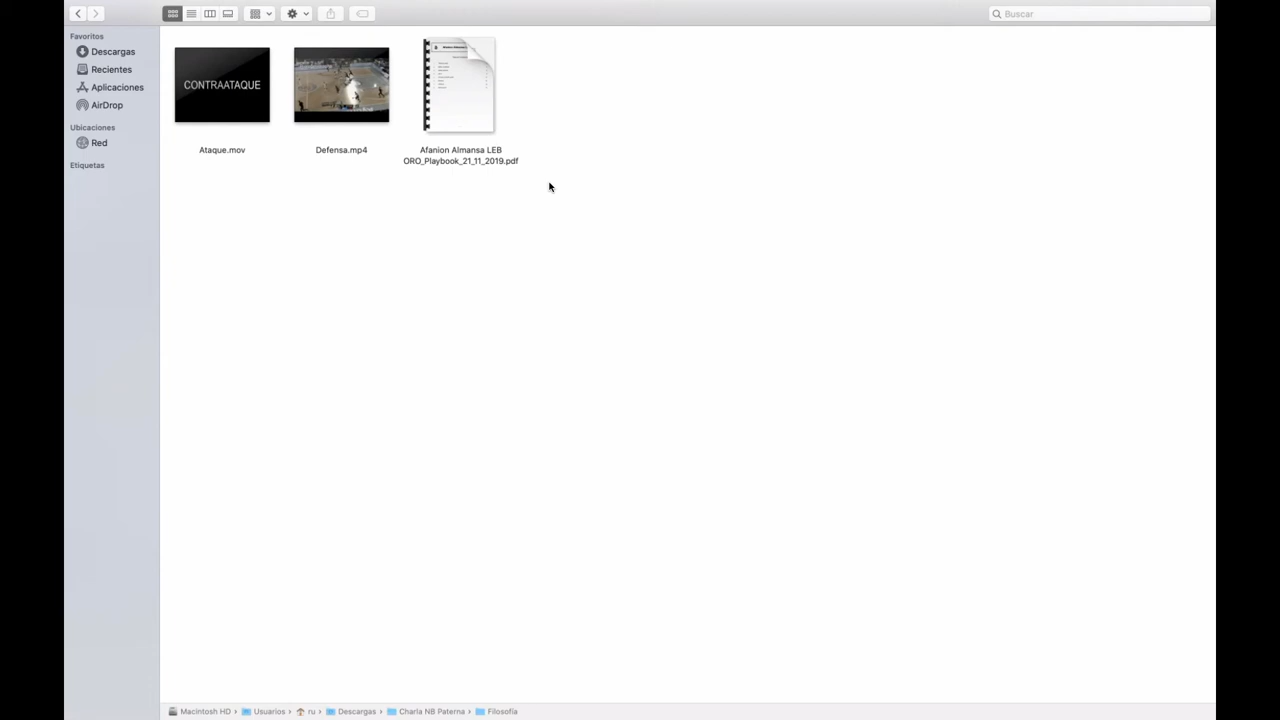 Buscar
Favoritos
Descargas
Recientes
Aplicaciones
AirDrop
Ubicaciones
Red
Etiquetas
CONTRAATAQUE
Ataque.mov
Defensa.mp4
Afanion Almansa LEB
ORO_Playbook_21_11_2019.pdf
Macintosh HD › Usuarios › ru › Descargas › Charla NB Paterna › Filosofía